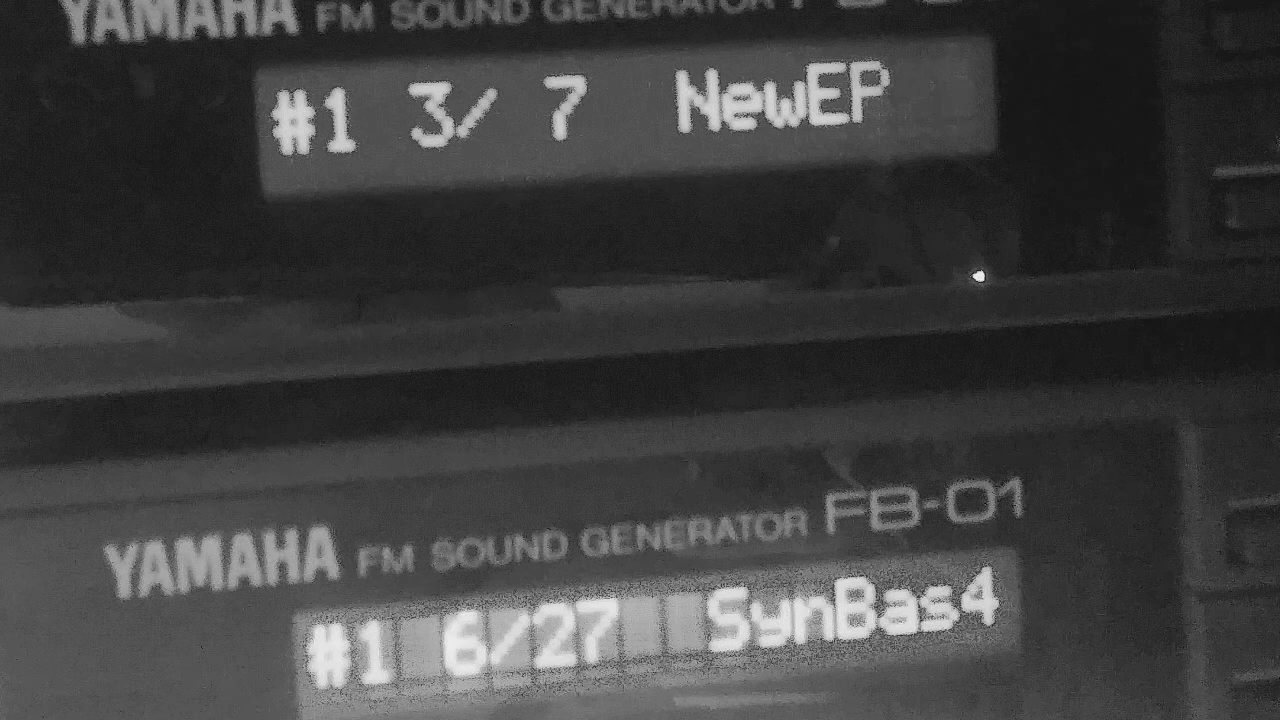 YAMAHA FM SOUND GENERATOR
#1 3/ 7 NewEP
YAMAHA FM SOUND GENERATOR FB-01
#1 6/27 SynBas4